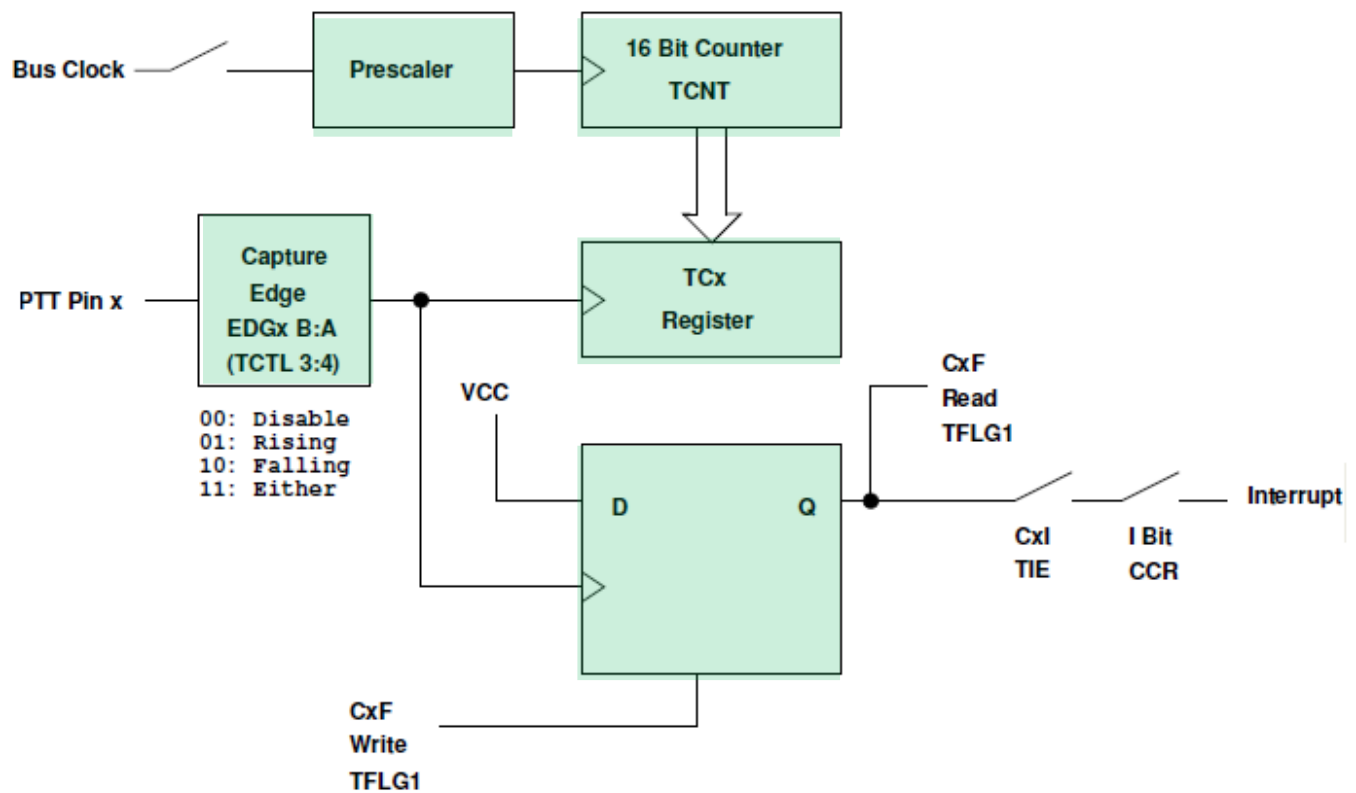 Bus Clock
Prescaler
16 Bit Counter
TCNT
PTT Pin x
Capture
Edge
EDGx B:A
(TCTL 3:4)
00: Disable
01: Rising
10: Falling
11: Either
TCx
Register
VCC
D
Q
CxF
Read
TFLG1
CxI
TIE
I Bit
CCR
Interrupt
CxF
Write
TFLG1